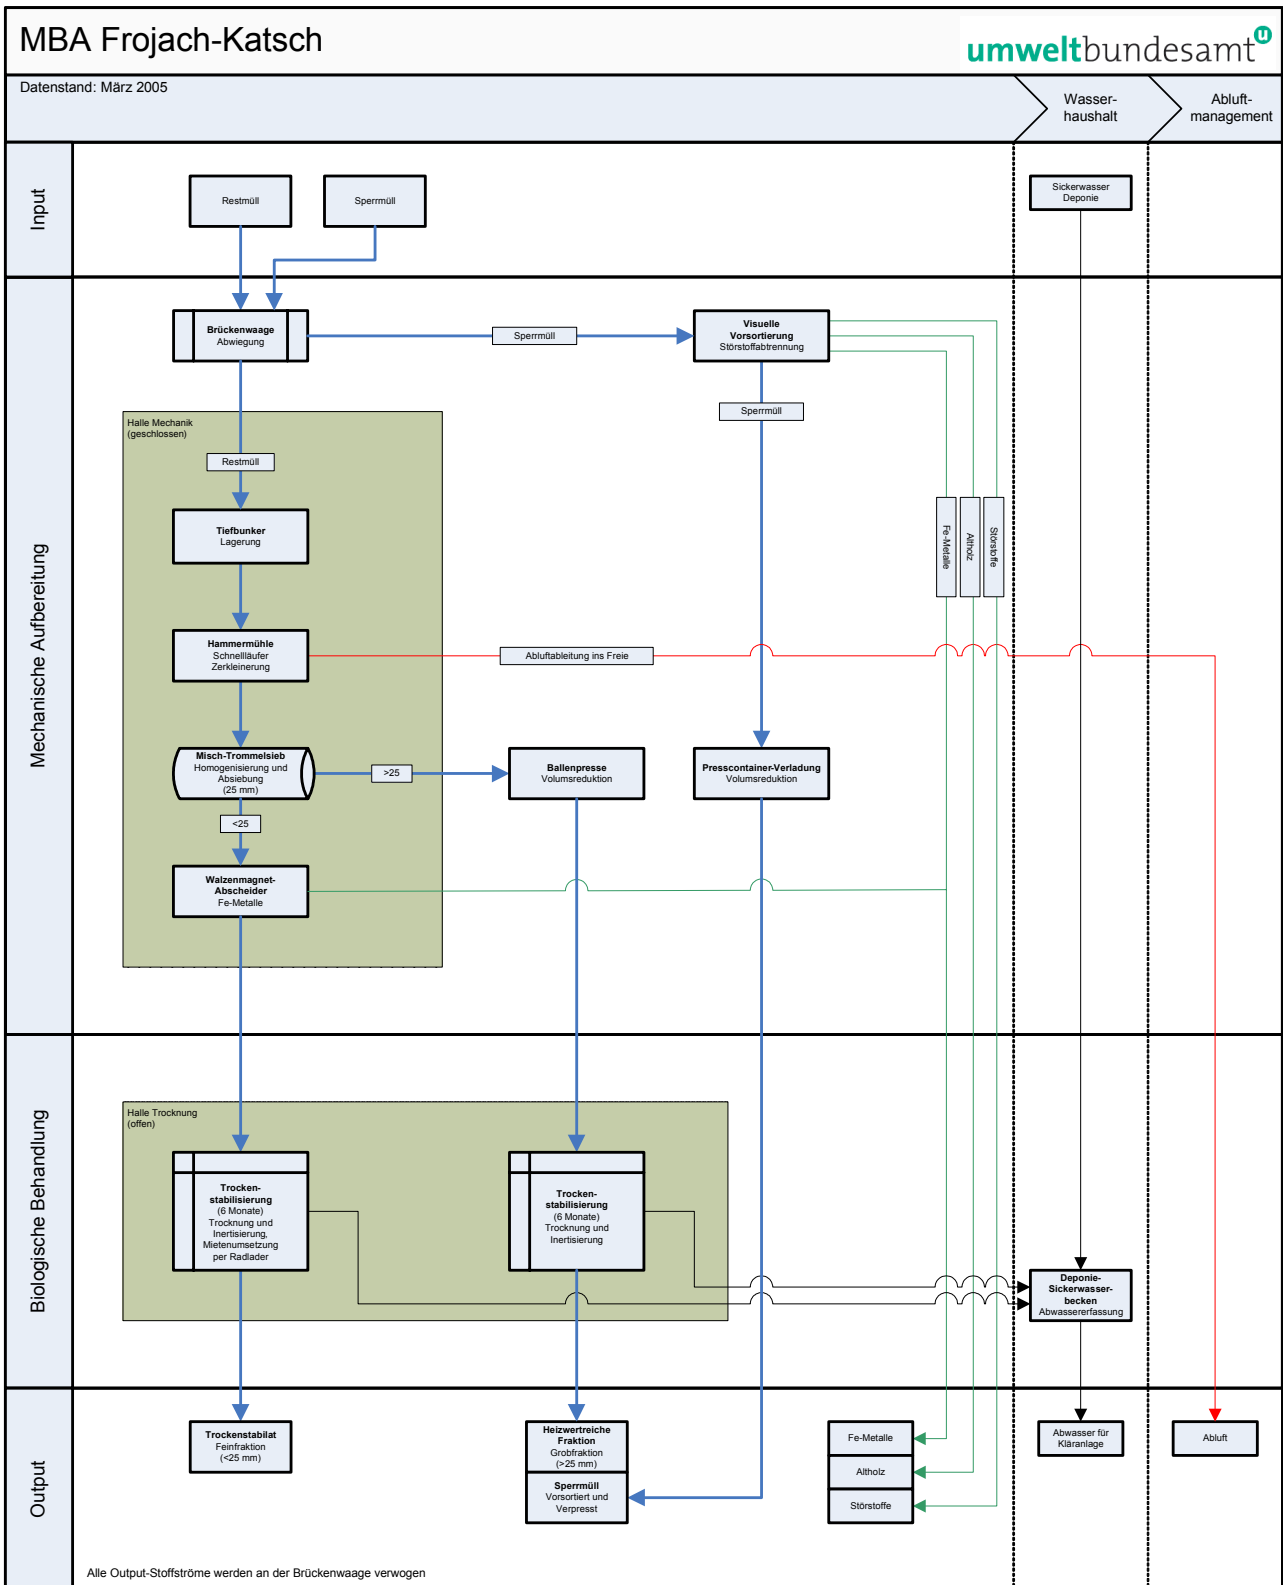 MBA Frojach-Katsch
umweltbundesamt
u
Datenstand: März 2005
Wasser-
haushalt
Abluft-
management
Input
Restmüll
Sperrmüll
Sickerwasser
Deponie
Mechanische Aufbereitung
Brückenwaage
Abwiegung
Sperrmüll
Visuelle
Vorsortierung
Störstoffabtrennung
Sperrmüll
Halle Mechanik
(geschlossen)
Restmüll
Tiefbunker
Lagerung
Fe-Metalle
Altholz
Störstoffe
Hammermühle
Schnellläufer
Zerkleinerung
Abluftableitung ins Freie
Misch-Trommelsieb
Homogenisierung und
Absiebung
(25 mm)
>25
Ballenpresse
Volumsreduktion
Presscontainer-Verladung
Volumsreduktion
<25
Walzenmagnet-
Abscheider
Fe-Metalle
Biologische Behandlung
Halle Trocknung
(offen)
Trocken-
stabilisierung
(6 Monate)
Trocknung und
Inertisierung,
Mietenumsetzung
per Radlader
Trocken-
stabilisierung
(6 Monate)
Trocknung und
Inertisierung
Deponie-
Sickerwasser-
becken
Abwassererfassung
Output
Trockenstabilat
Feinfraktion
(<25 mm)
Heizwertreiche
Fraktion
Grobfraktion
(>25 mm)
Sperrmüll
Vorsortiert und
Verpresst
Fe-Metalle
Altholz
Störstoffe
Abwasser für
Kläranlage
Abluft
Alle Output-Stoffströme werden an der Brückenwaage verwogen